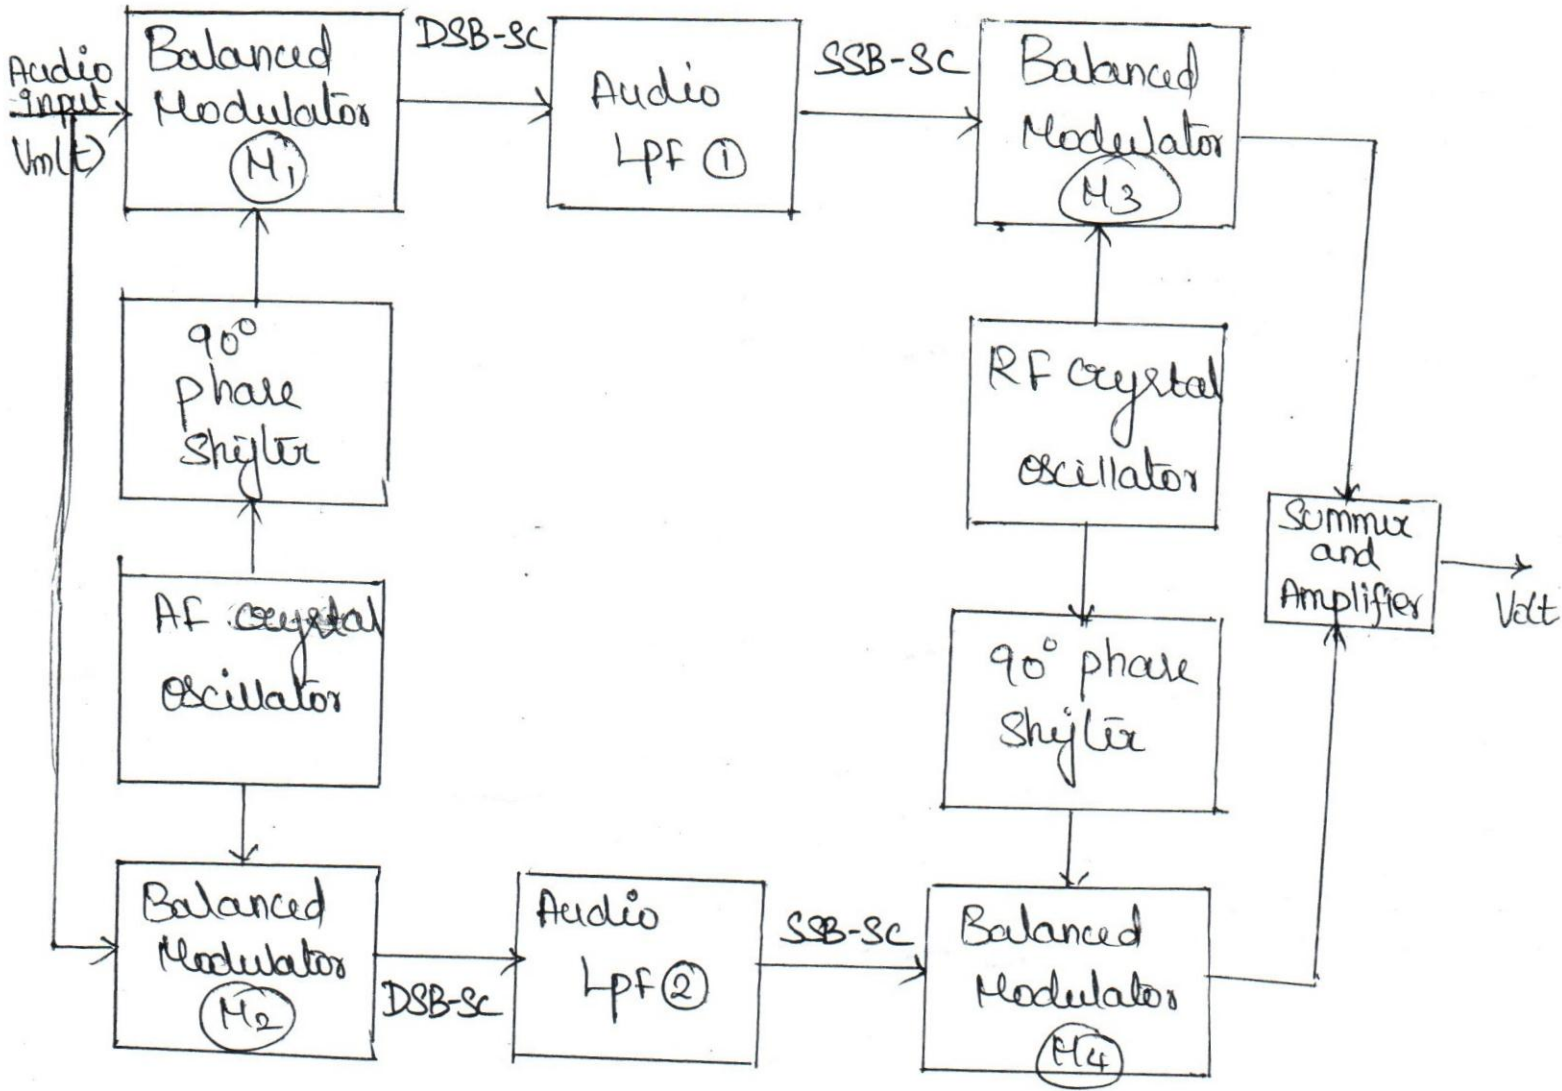 Audio
input
Vm(t)
Balanced
Modulator
M1
DSB-SC
Audio
LPF 1
SSB-SC
Balanced
Modulator
M3
90°
phase
Shifter
RF crystal
oscillator
AF crystal
oscillator
Summer
and
Amplifier
Vout
90° phase
Shifter
Balanced
Modulator
M2
DSB-SC
Audio
LPF 2
SSB-SC
Balanced
Modulator
M4